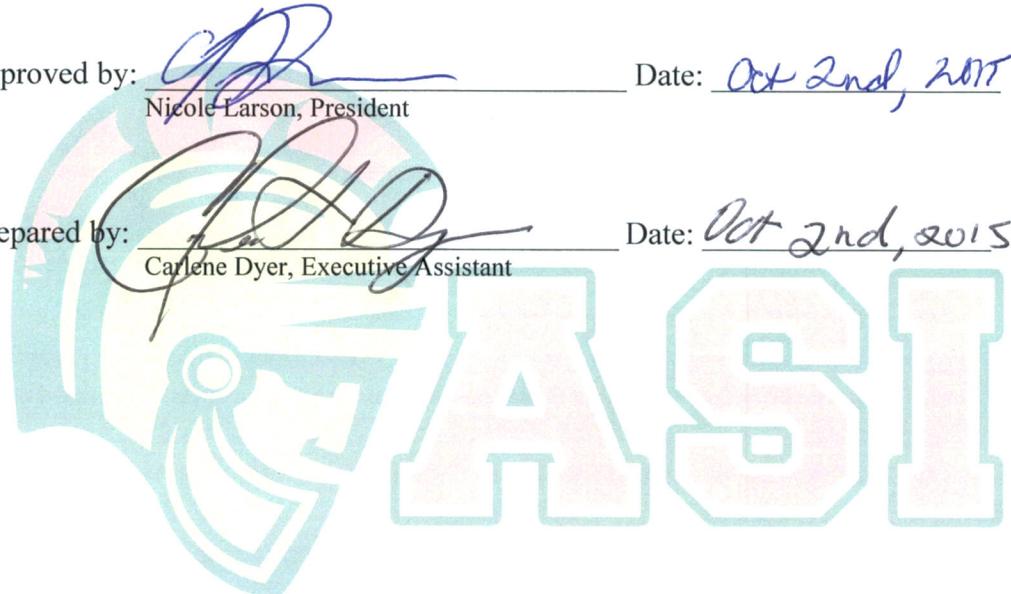 proved by: Date: Oct 2nd, 2015
Nicole Larson, President
epared by: Date: Oct 2nd, 2015
Carlene Dyer, Executive Assistant
ASI